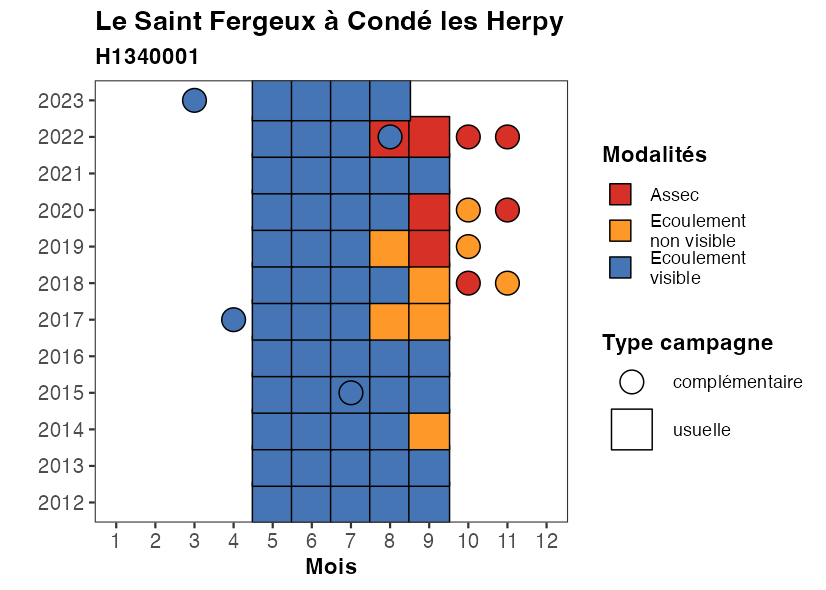 Le Saint Fergeux à Condé les Herpy
H1340001
2023
2022
2021
2020
2019
2018
2017
2016
2015
2014
2013
2012
1 2 3 4 5 6 7 8 9 10 11 12
Mois
Modalités
Assec
Ecoulement
non visible
Ecoulement
visible
Type campagne
complémentaire
usuelle